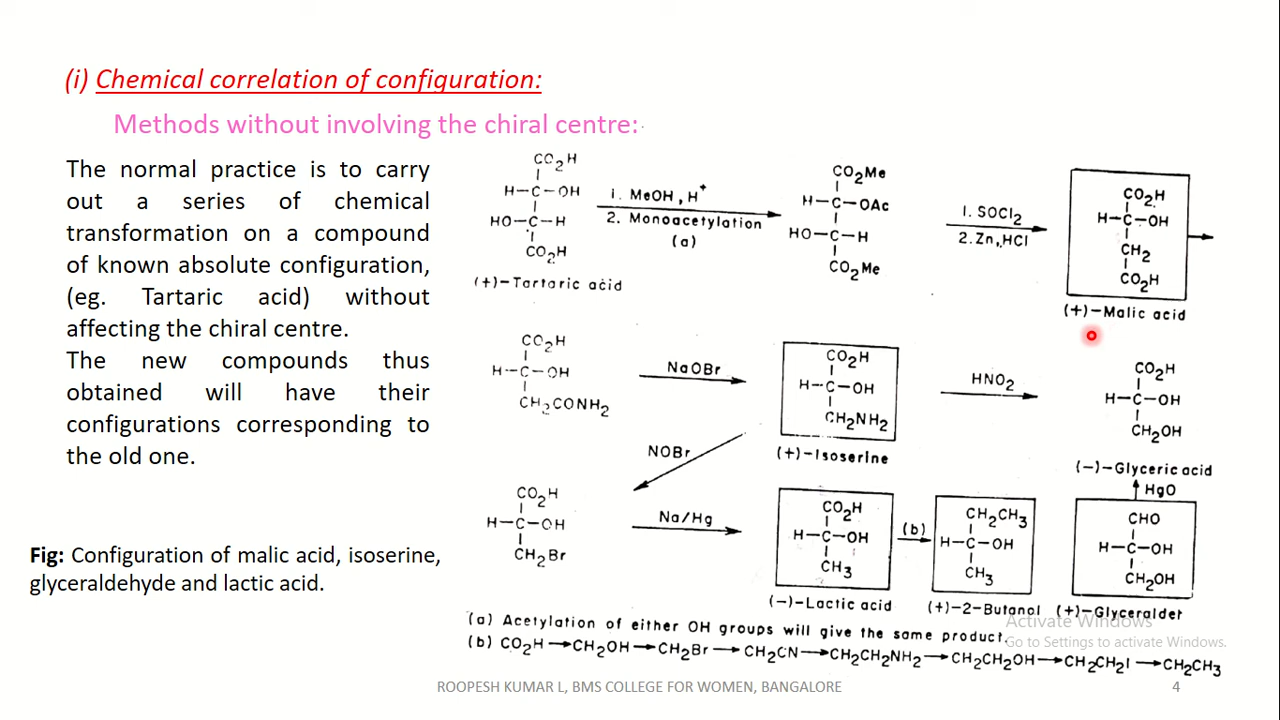 (i) Chemical correlation of configuration:
Methods without involving the chiral centre:
The normal practice is to carry
out a series of chemical
transformation on a compound
of known absolute configuration,
(eg. Tartaric acid) without
affecting the chiral centre.
The new compounds thus
obtained will have their
configurations corresponding to
the old one.
Fig: Configuration of malic acid, isoserine,
glyceraldehyde and lactic acid.
CO2H
H-C-OH
HO-C-H
CO2H
(+)-Tartaric acid
1. MeOH, H+
2. Monoacetylation
(a)
CO2Me
H-C-OAc
HO-C-H
CO2Me
1. SOCl2
2. Zn, HCl
CO2H
H-C-OH
CH2
CO2H
(+)-Malic acid
CO2H
H-C-OH
CH2CONH2
NaOBr
CO2H
H-C-OH
CH2NH2
(+)-Isoserine
HNO2
CO2H
H-C-OH
CH2OH
(-)-Glyceric acid
HgO
NOBr
CO2H
H-C-OH
CH2Br
Na/Hg
CO2H
H-C-OH
CH3
(-)-Lactic acid
(b)
CH2CH3
H-C-OH
CH3
(+)-2-Butanol
CHO
H-C-OH
CH2OH
(+)-Glyceraldet
(a) Acetylation of either OH groups will give the same product.
(b) CO2H→CH2OH→CH2Br→CH2CN→CH2CH2NH2→CH2CH2OH→CH2CH2I→CH2CH3
Activate Windows
Go to Settings to activate Windows.
ROOPESH KUMAR L, BMS COLLEGE FOR WOMEN, BANGALORE
4